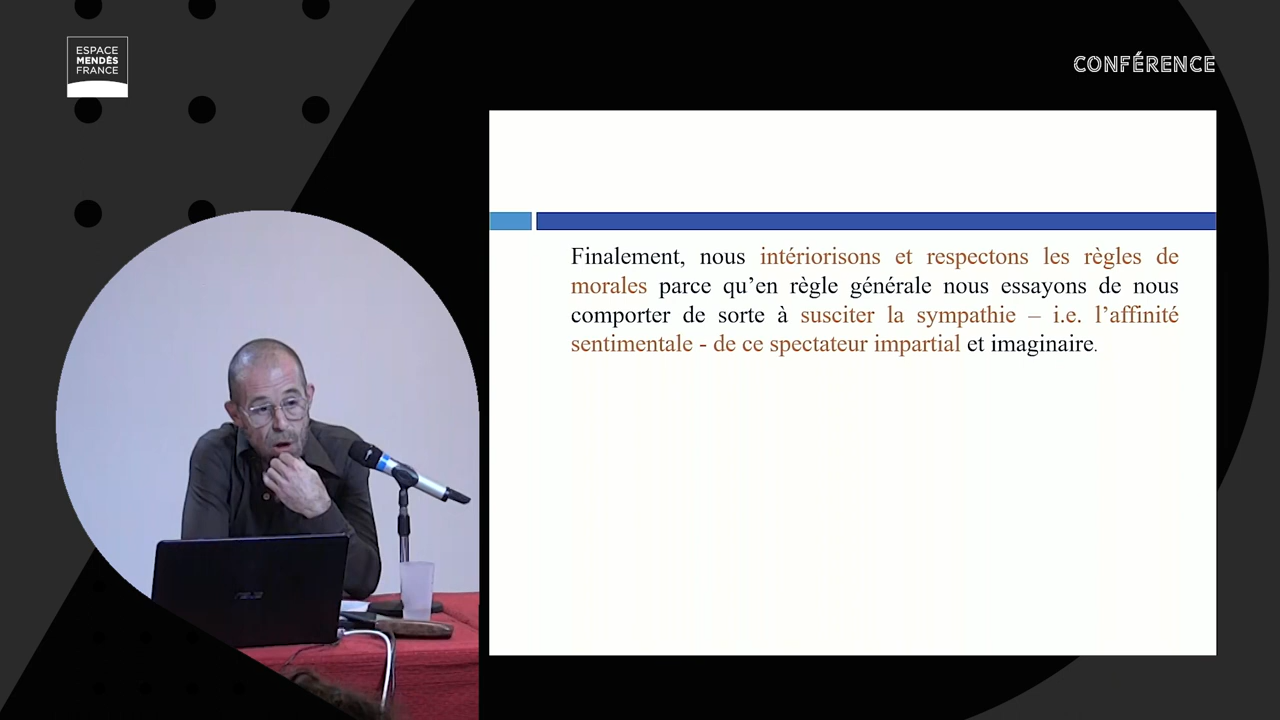 ESPACE
MENDÈS
FRANCE
CONFÉRENCE
Finalement, nous intériorisons et respectons les règles de
morales parce qu’en règle générale nous essayons de nous
comporter de sorte à susciter la sympathie – i.e. l’affinité
sentimentale - de ce spectateur impartial et imaginaire.
ASUS